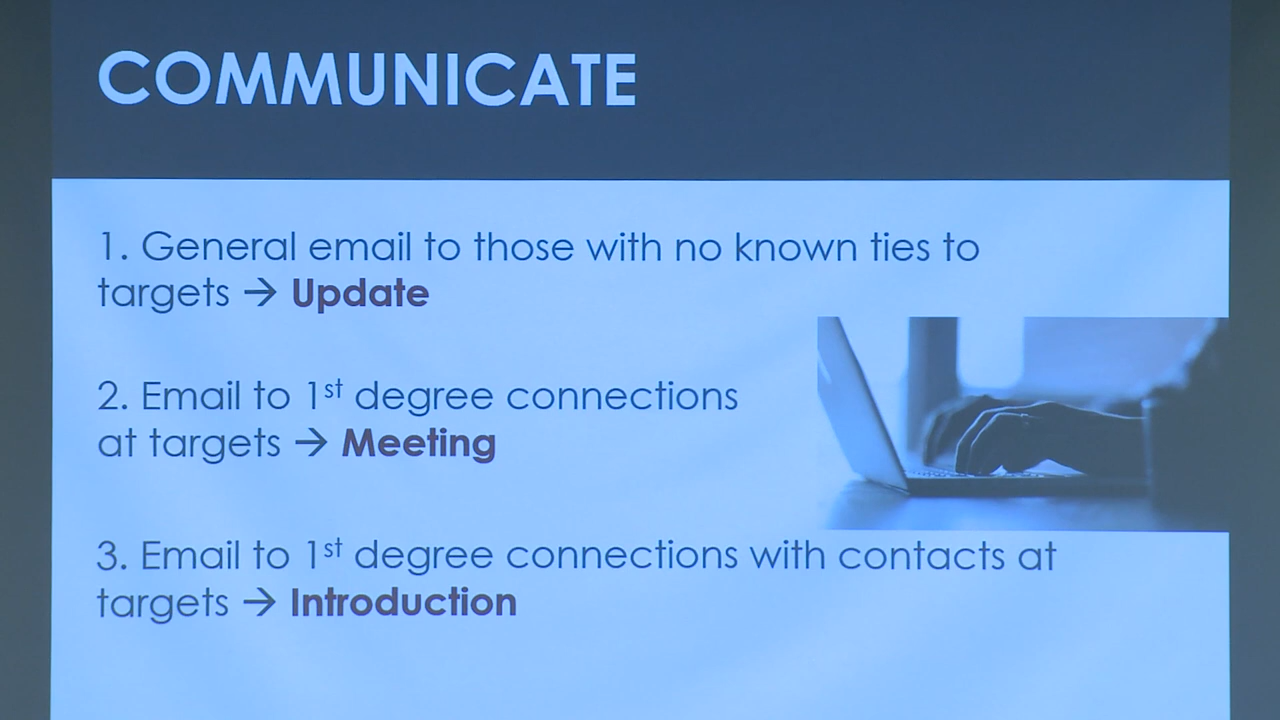 COMMUNICATE
1. General email to those with no known ties to
targets → Update
2. Email to 1st degree connections
at targets → Meeting
3. Email to 1st degree connections with contacts at
targets → Introduction